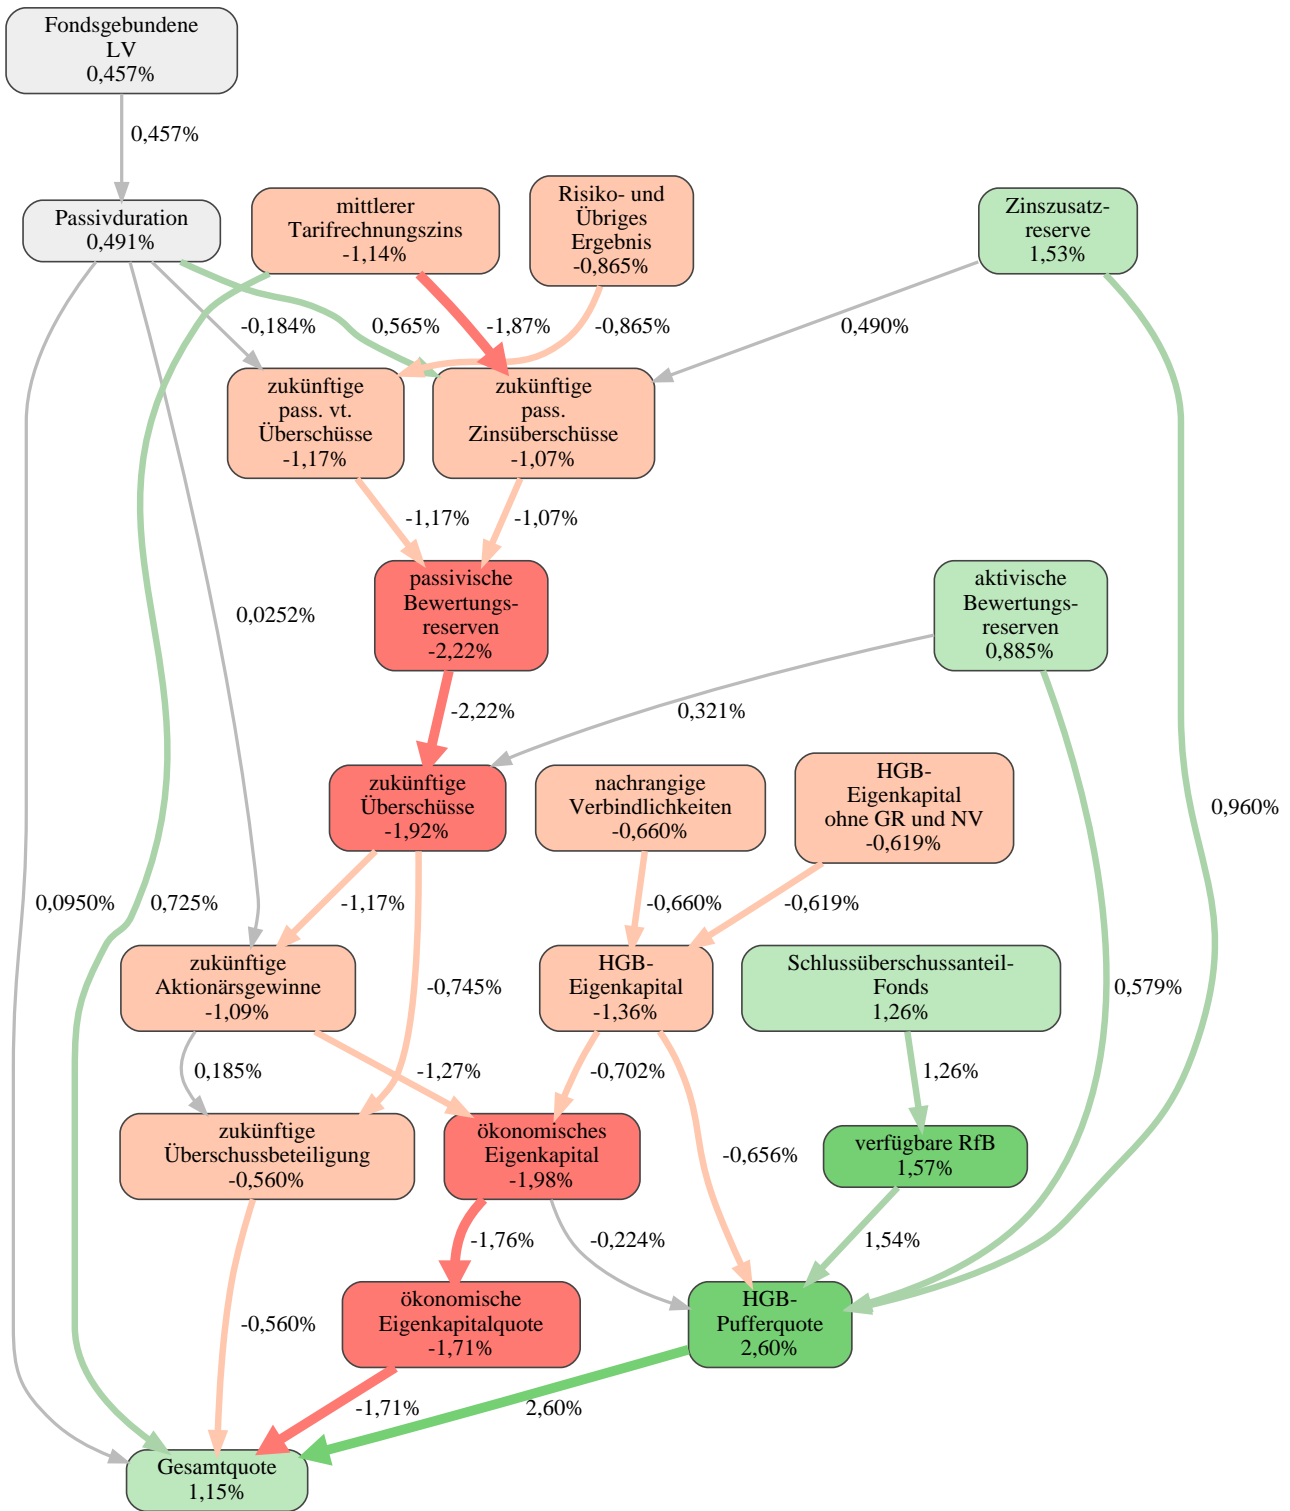 Fondsgebundene
LV
0,457%
0,457%
Passivduration
0,491%
mittlerer
Tarifrechnungszins
-1,14%
Risiko- und
Übriges
Ergebnis
-0,865%
Zinszusatz-
reserve
1,53%
-0,184%
0,565%
-1,87%
-0,865%
0,490%
zukünftige
pass. vt.
Überschüsse
-1,17%
zukünftige
pass.
Zinsüberschüsse
-1,07%
-1,17%
-1,07%
passivische
Bewertungs-
reserven
-2,22%
aktivische
Bewertungs-
reserven
0,885%
0,0252%
-2,22%
0,321%
zukünftige
Überschüsse
-1,92%
nachrangige
Verbindlichkeiten
-0,660%
HGB-
Eigenkapital
ohne GR und NV
-0,619%
0,960%
0,0950%
0,725%
-1,17%
-0,660%
-0,619%
zukünftige
Aktionärsgewinne
-1,09%
-0,745%
HGB-
Eigenkapital
-1,36%
Schlussüberschussanteil-
Fonds
1,26%
0,579%
0,185%
-1,27%
-0,702%
1,26%
zukünftige
Überschussbeteiligung
-0,560%
ökonomisches
Eigenkapital
-1,98%
-0,656%
verfügbare RfB
1,57%
-1,76%
-0,224%
1,54%
-0,560%
ökonomische
Eigenkapitalquote
-1,71%
HGB-
Pufferquote
2,60%
-1,71%
2,60%
Gesamtquote
1,15%